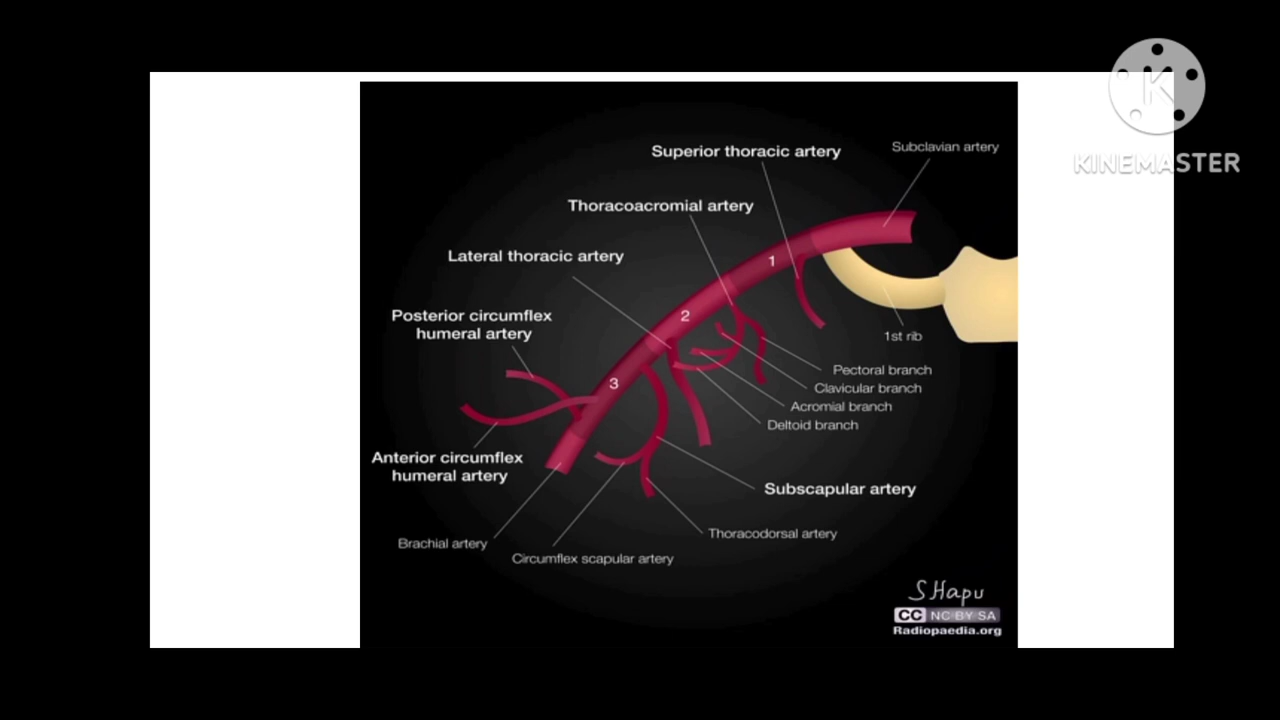 K
KINEMASTER
Superior thoracic artery
Subclavian artery
Thoracoacromial artery
Lateral thoracic artery
1
2
3
Posterior circumflex
humeral artery
1st rib
Pectoral branch
Clavicular branch
Acromial branch
Deltoid branch
Anterior circumflex
humeral artery
Subscapular artery
Thoracodorsal artery
Brachial artery
Circumflex scapular artery
SHapu
CC NC BY SA
Radiopaedia.org